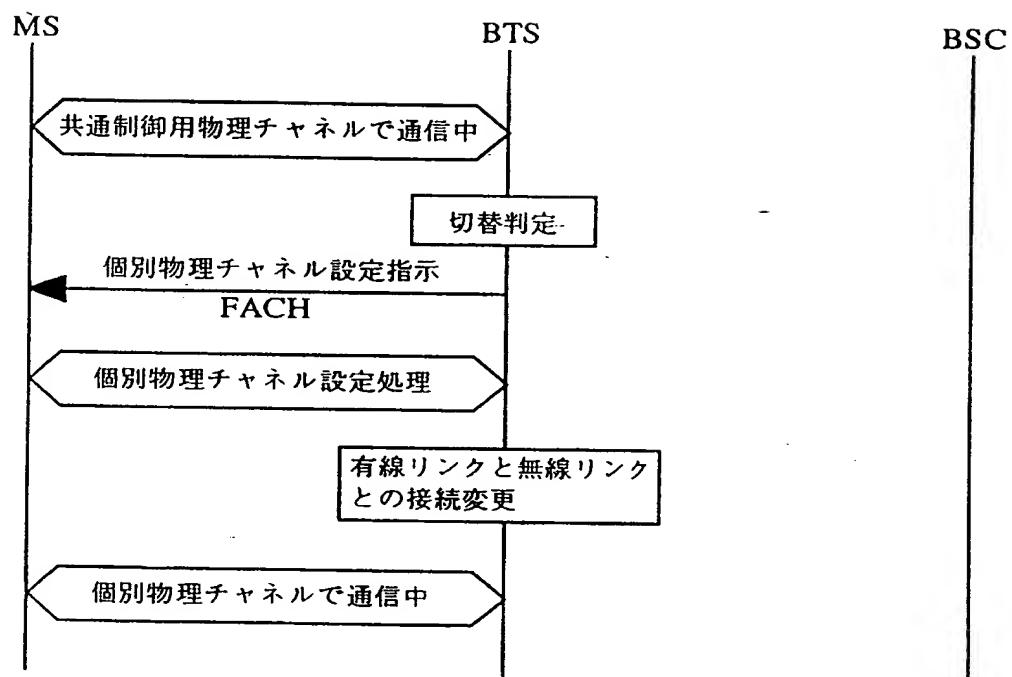 MS
BTS
BSC
共通制御用物理チャネルで通信中
切替判定
個別物理チャネル設定指示
FACH
個別物理チャネル設定処理
有線リンクと無線リンク
との接続変更
個別物理チャネルで通信中